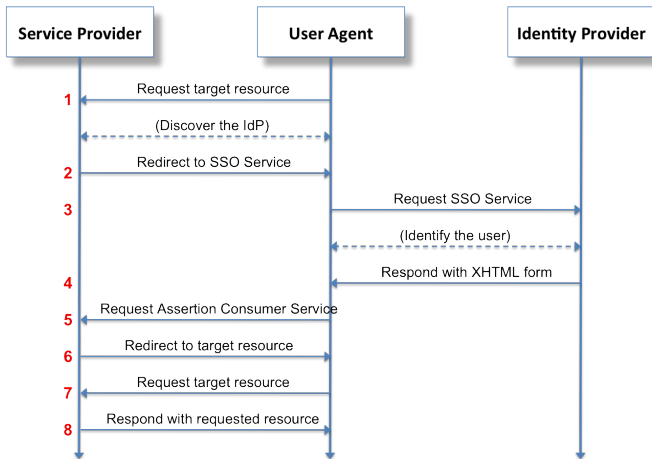 Service Provider
User Agent
Identity Provider
Request target resource
1
(Discover the IdP)
Redirect to SSO Service
2
Request SSO Service
3
(Identify the user)
Respond with XHTML form
4
Request Assertion Consumer Service
5
Redirect to target resource
6
Request target resource
7
Respond with requested resource
8